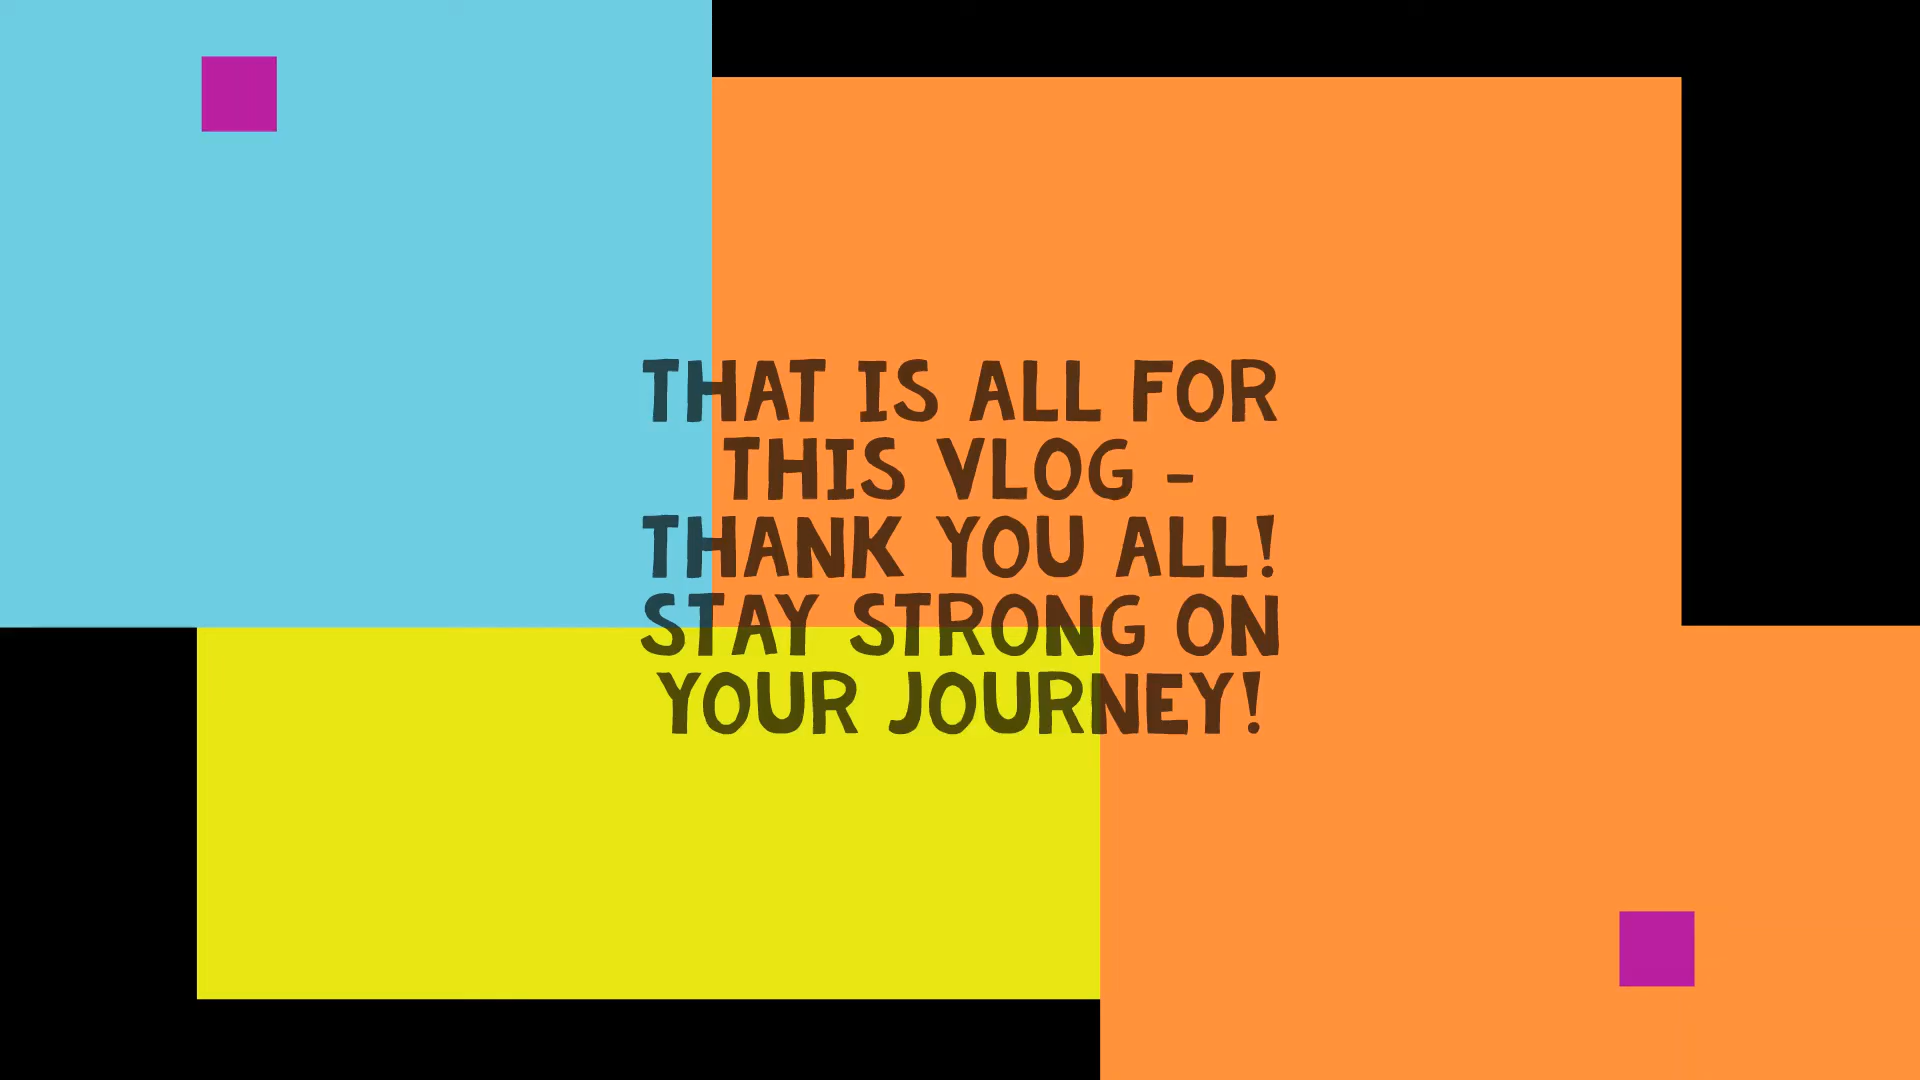 THAT IS ALL FOR
THIS VLOG -
THANK YOU ALL!
STAY STRONG ON
YOUR JOURNEY!